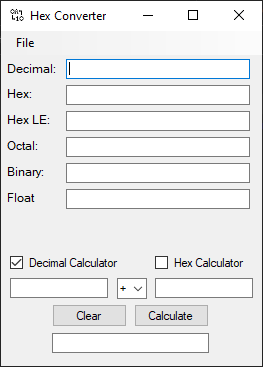 Hex Converter
File
Decimal:
Hex:
Hex LE:
Octal:
Binary:
Float
Decimal Calculator Hex Calculator
+
Clear Calculate